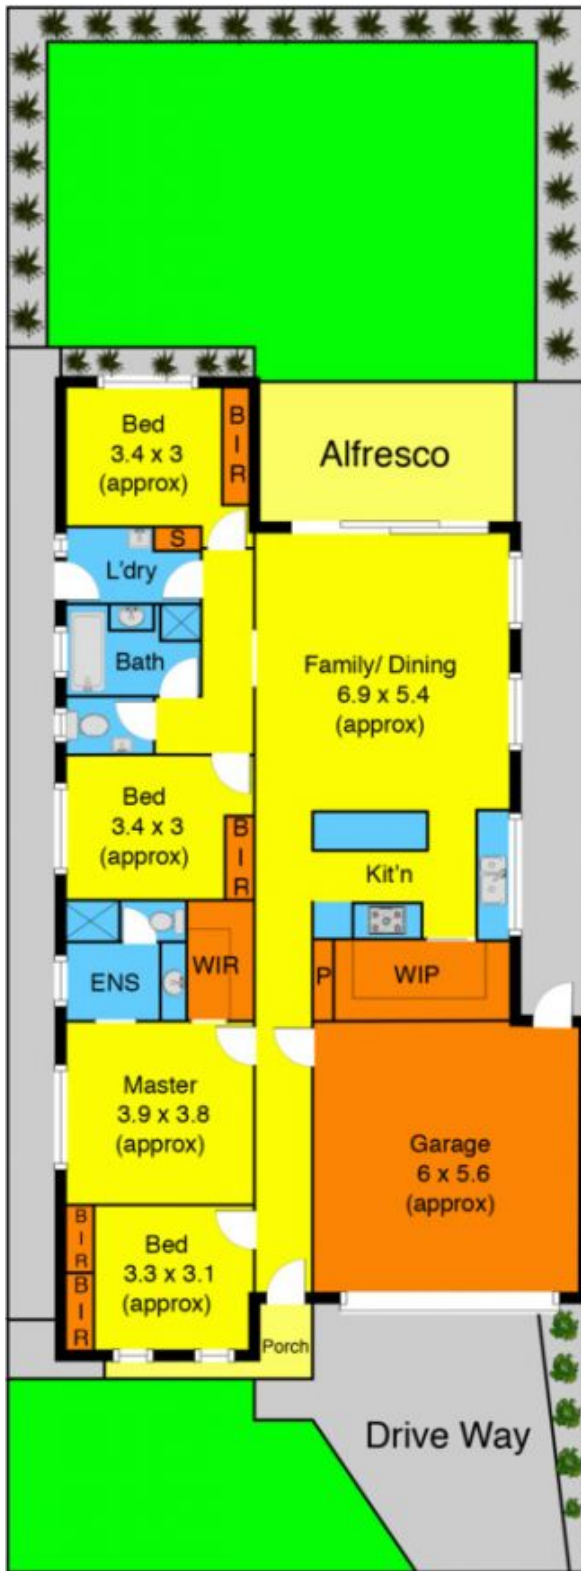 Bed
3.4 x 3
(approx)
B
I
R
Alfresco
S
L'dry
Bath
Family/ Dining
6.9 x 5.4
(approx)
Bed
3.4 x 3
(approx)
B
I
R
Kit'n
WIR
ENS
P
WIP
Master
3.9 x 3.8
(approx)
Garage
6 x 5.6
(approx)
B
I
R
B
I
R
Bed
3.3 x 3.1
(approx)
Porch
Drive Way